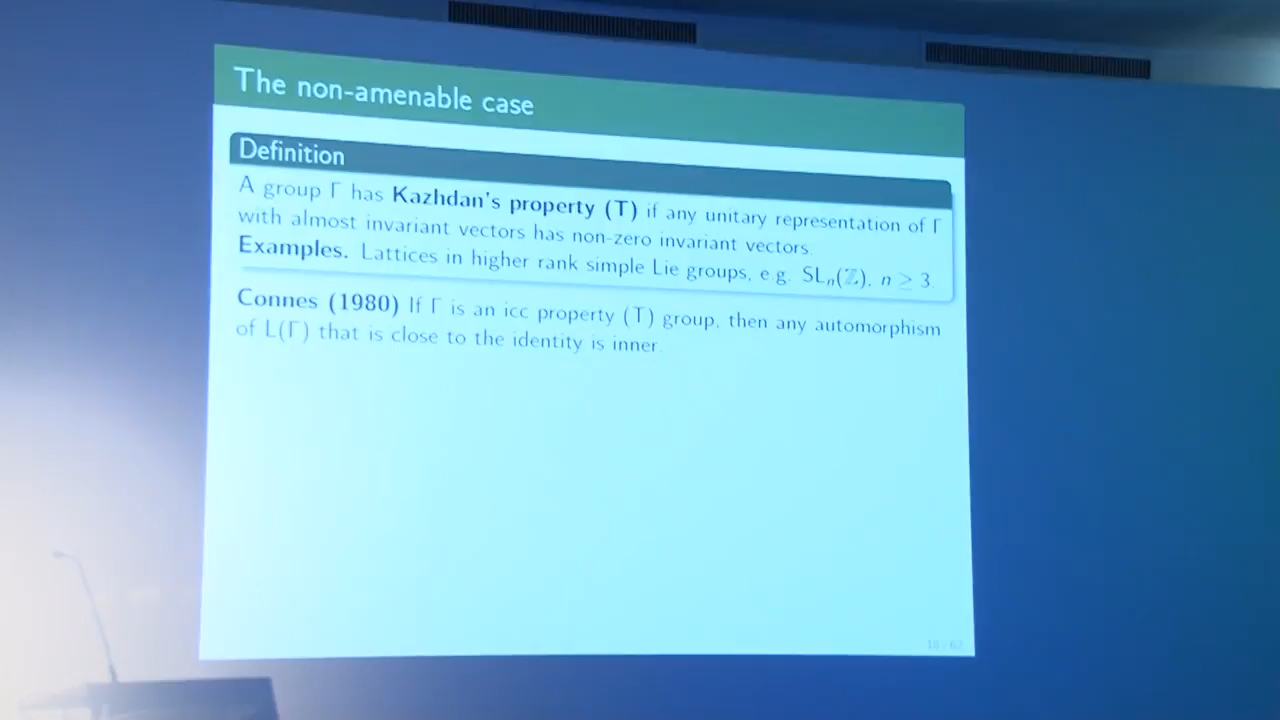 The non-amenable case
Definition
A group Γ has Kazhdan's property (T) if any unitary representation of Γ
with almost invariant vectors has non-zero invariant vectors.
Examples. Lattices in higher rank simple Lie groups, e.g. SLₙ(ℤ), n ≥ 3.
Connes (1980) If Γ is an icc property (T) group, then any automorphism
of L(Γ) that is close to the identity is inner.